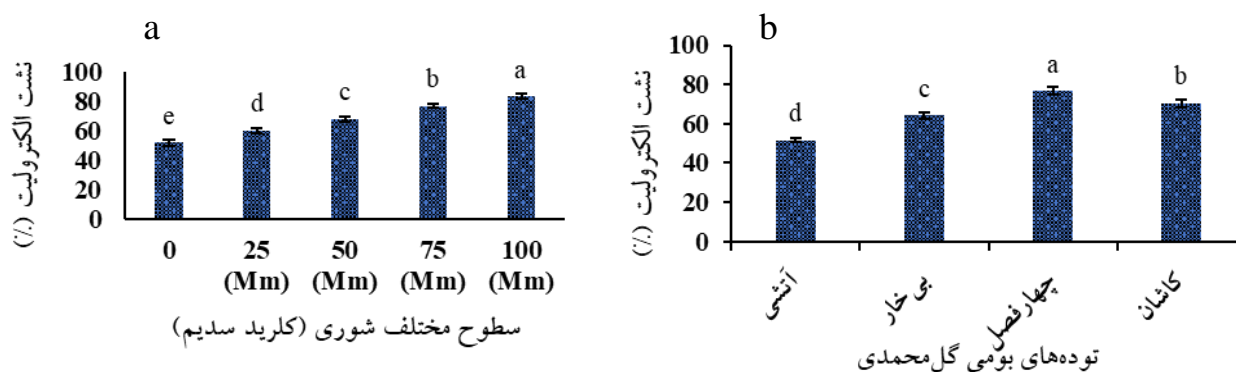 a
نشت الکترولیت (٪)
100
80
60
40
20
0
e
d
c
b
a
0
25
(Mm)
50
(Mm)
75
(Mm)
100
(Mm)
سطوح مختلف شوری (کلرید سدیم)
b
نشت الکترولیت (٪)
100
80
60
40
20
0
d
c
a
b
آتشی
بی خار
چهارفصل
کاشان
توده‌های بومی گل‌محمدی